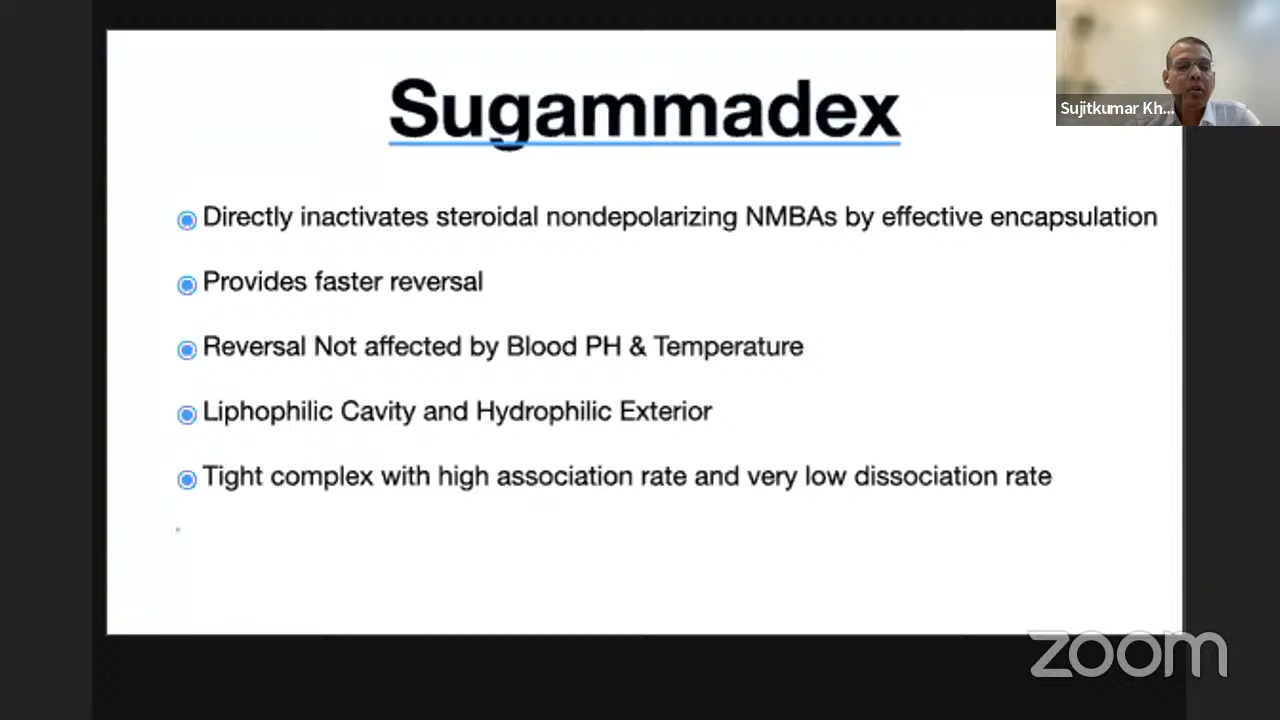 Sugammadex
Directly inactivates steroidal nondepolarizing NMBAs by effective encapsulation
Provides faster reversal
Reversal Not affected by Blood PH & Temperature
Liphophilic Cavity and Hydrophilic Exterior
Tight complex with high association rate and very low dissociation rate
Sujitkumar Kh...
zoom